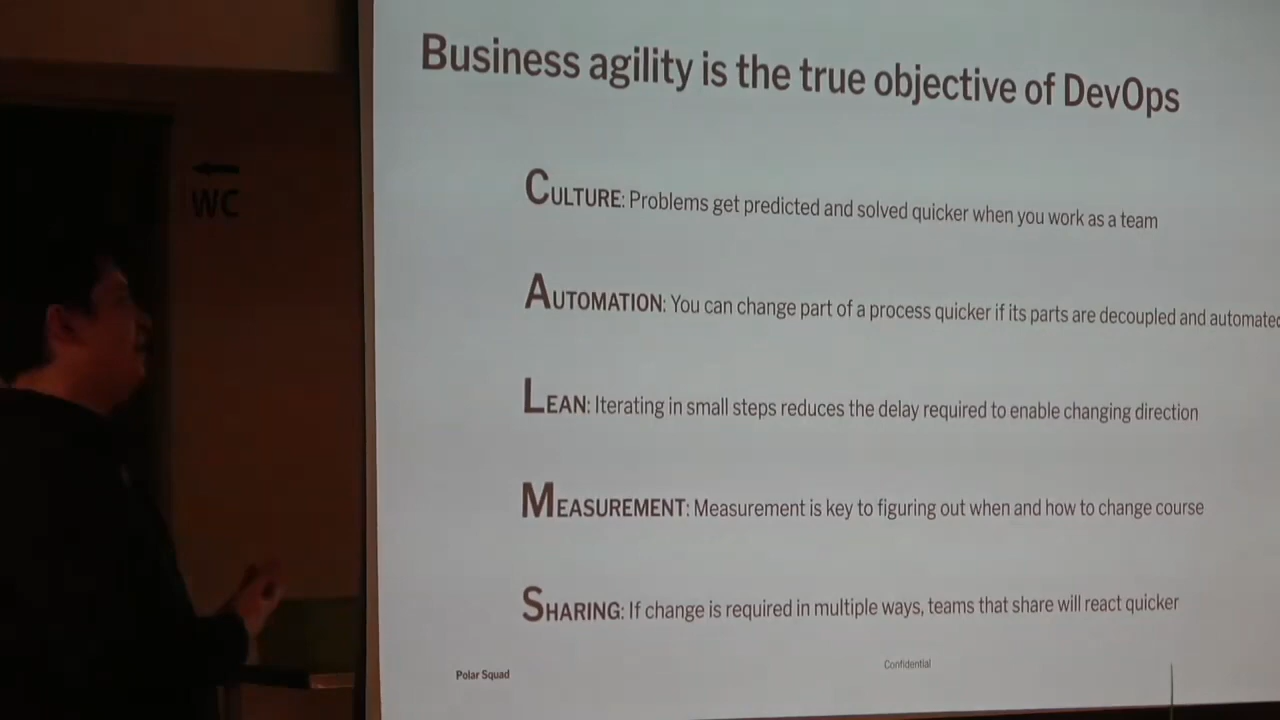 Business agility is the true objective of DevOps
WC
CULTURE: Problems get predicted and solved quicker when you work as a team
AUTOMATION: You can change part of a process quicker if its parts are decoupled and automated
LEAN: Iterating in small steps reduces the delay required to enable changing direction
MEASUREMENT: Measurement is key to figuring out when and how to change course
SHARING: If change is required in multiple ways, teams that share will react quicker
Confidential
Polar Squad